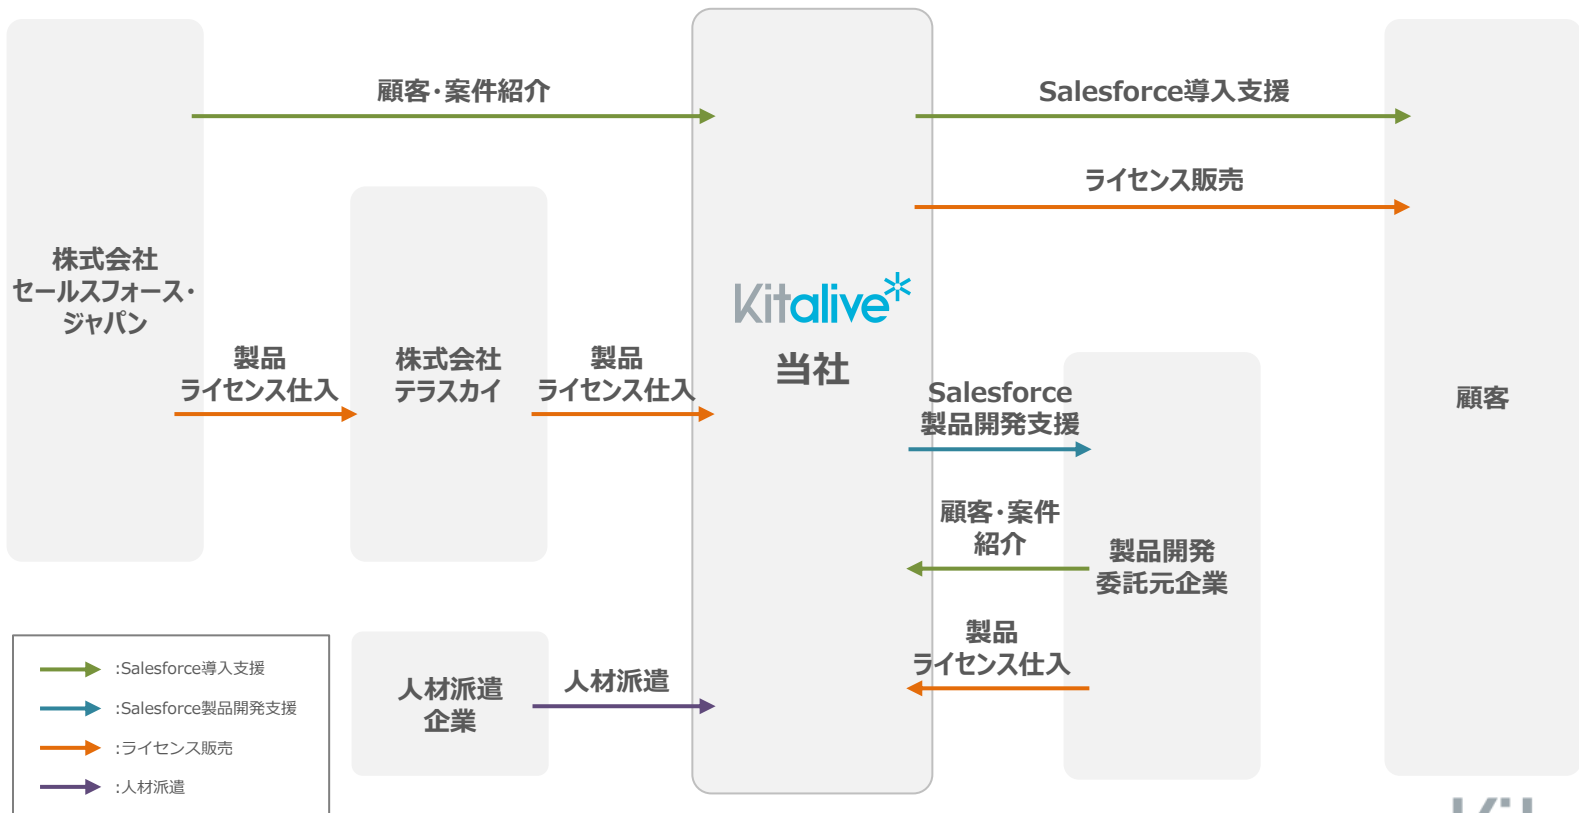 顧客・案件紹介
Salesforce導入支援
ライセンス販売
株式会社
セールスフォース・
ジャパン
製品
ライセンス仕入
株式会社
テラスカイ
製品
ライセンス仕入
Kitalive
当社
Salesforce
製品開発支援
顧客
顧客・案件
紹介
製品開発
委託元企業
製品
ライセンス仕入
人材派遣
企業
人材派遣
:Salesforce導入支援
:Salesforce製品開発支援
:ライセンス販売
:人材派遣